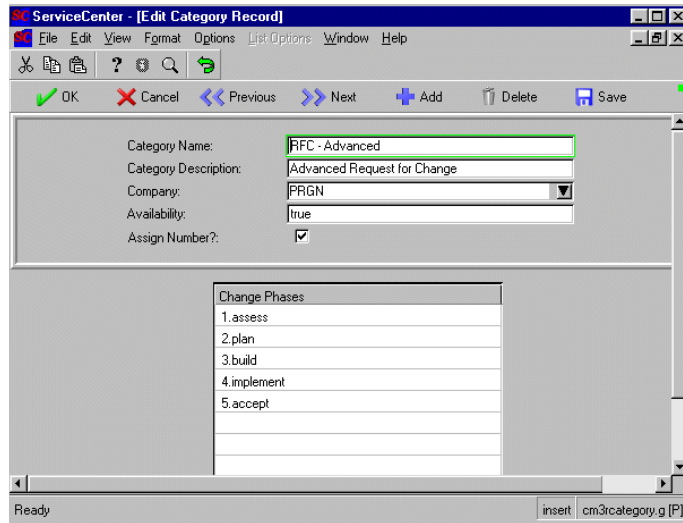 SC ServiceCenter - [Edit Category Record]
SC File Edit View Format Options List Options Window Help
?
OK Cancel Previous Next Add Delete Save
Category Name: RFC - Advanced
Category Description: Advanced Request for Change
Company: PRGN
Availability: true
Assign Number?:
Change Phases
1.assess
2.plan
3.build
4.implement
5.accept
Ready insert cm3rcategory.g [P]